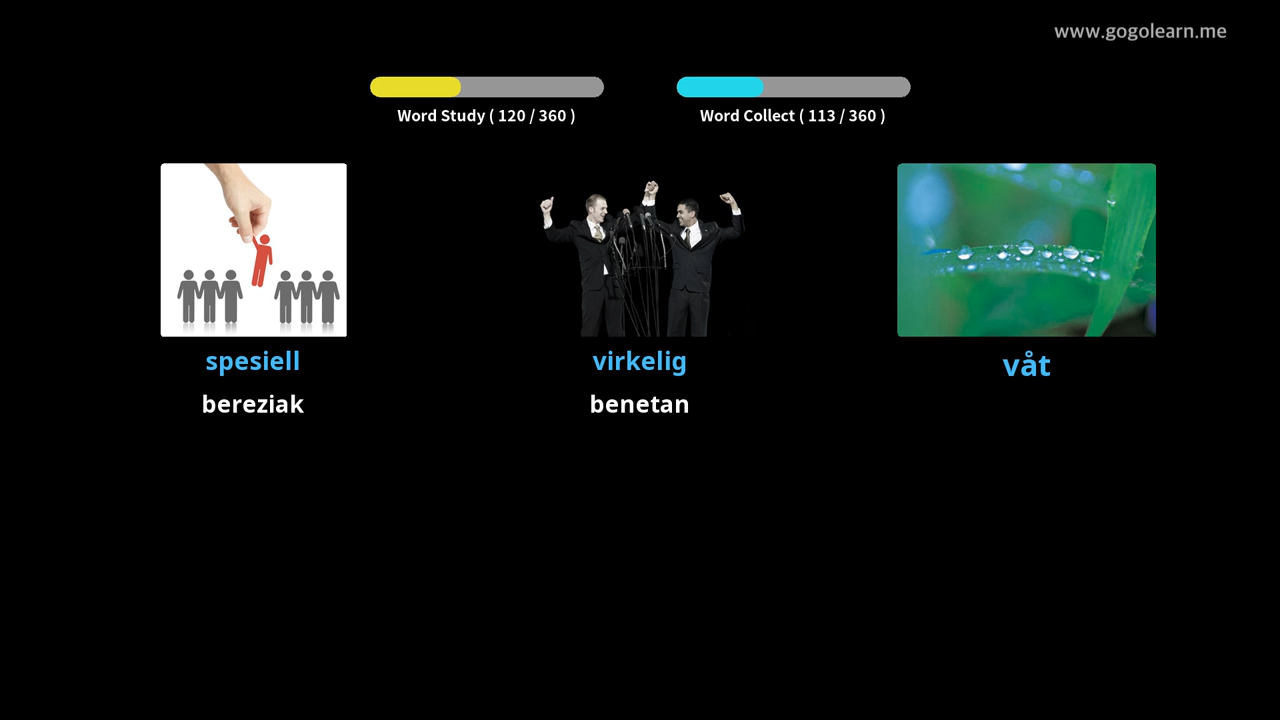 www.gogolearn.me
Word Study ( 120 / 360 )
Word Collect ( 113 / 360 )
spesiell
virkelig
våt
bereziak
benetan